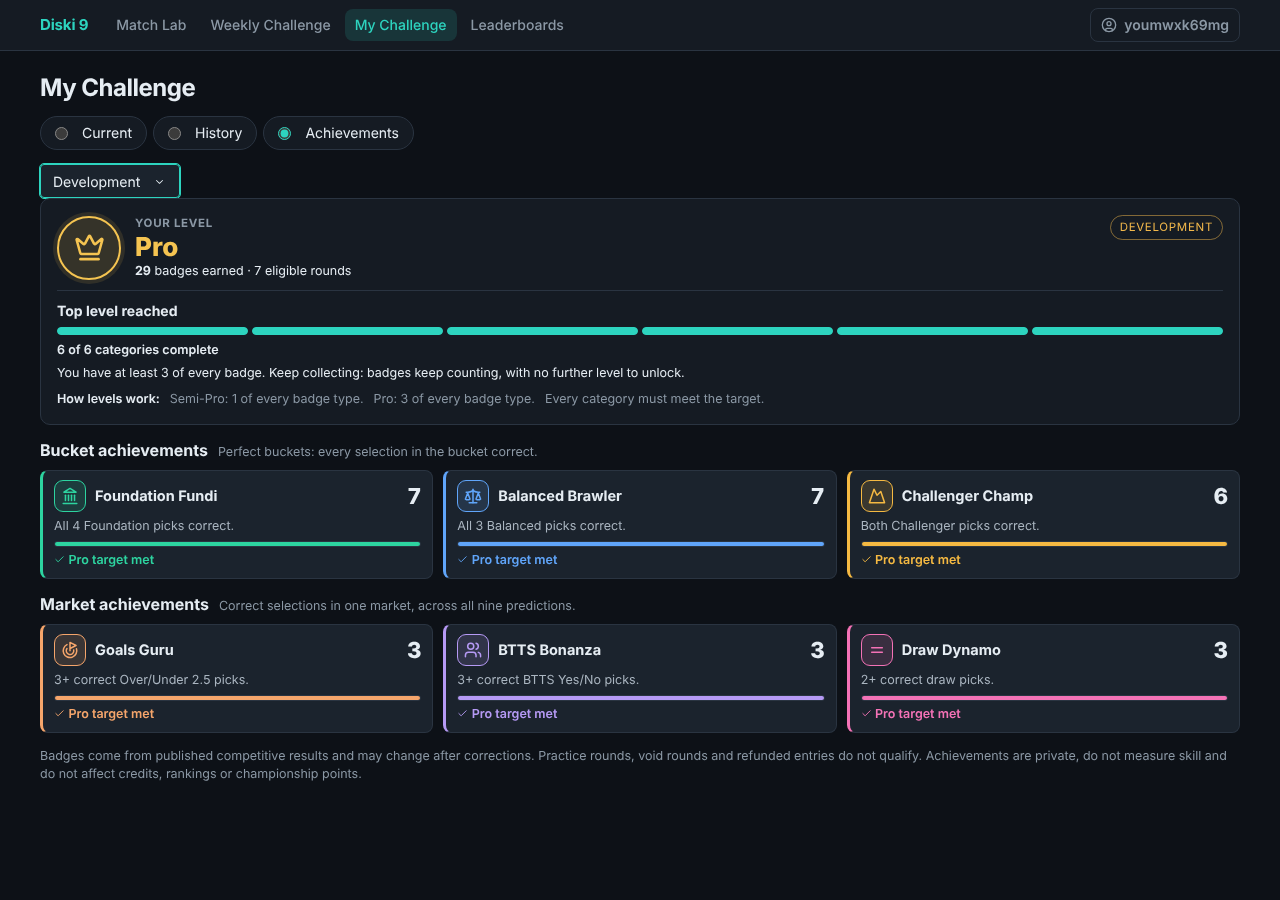 Diski 9 Match Lab Weekly Challenge My Challenge Leaderboards youmwxk69mg
My Challenge
Current History Achievements
Development
YOUR LEVEL
Pro
29 badges earned · 7 eligible rounds
DEVELOPMENT
Top level reached
6 of 6 categories complete
You have at least 3 of every badge. Keep collecting: badges keep counting, with no further level to unlock.
How levels work: Semi-Pro: 1 of every badge type. Pro: 3 of every badge type. Every category must meet the target.
Bucket achievements Perfect buckets: every selection in the bucket correct.
Foundation Fundi 7
All 4 Foundation picks correct.
✓ Pro target met
Balanced Brawler 7
All 3 Balanced picks correct.
✓ Pro target met
Challenger Champ 6
Both Challenger picks correct.
✓ Pro target met
Market achievements Correct selections in one market, across all nine predictions.
Goals Guru 3
3+ correct Over/Under 2.5 picks.
✓ Pro target met
BTTS Bonanza 3
3+ correct BTTS Yes/No picks.
✓ Pro target met
Draw Dynamo 3
2+ correct draw picks.
✓ Pro target met
Badges come from published competitive results and may change after corrections. Practice rounds, void rounds and refunded entries do not qualify. Achievements are private, do not measure skill and
do not affect credits, rankings or championship points.